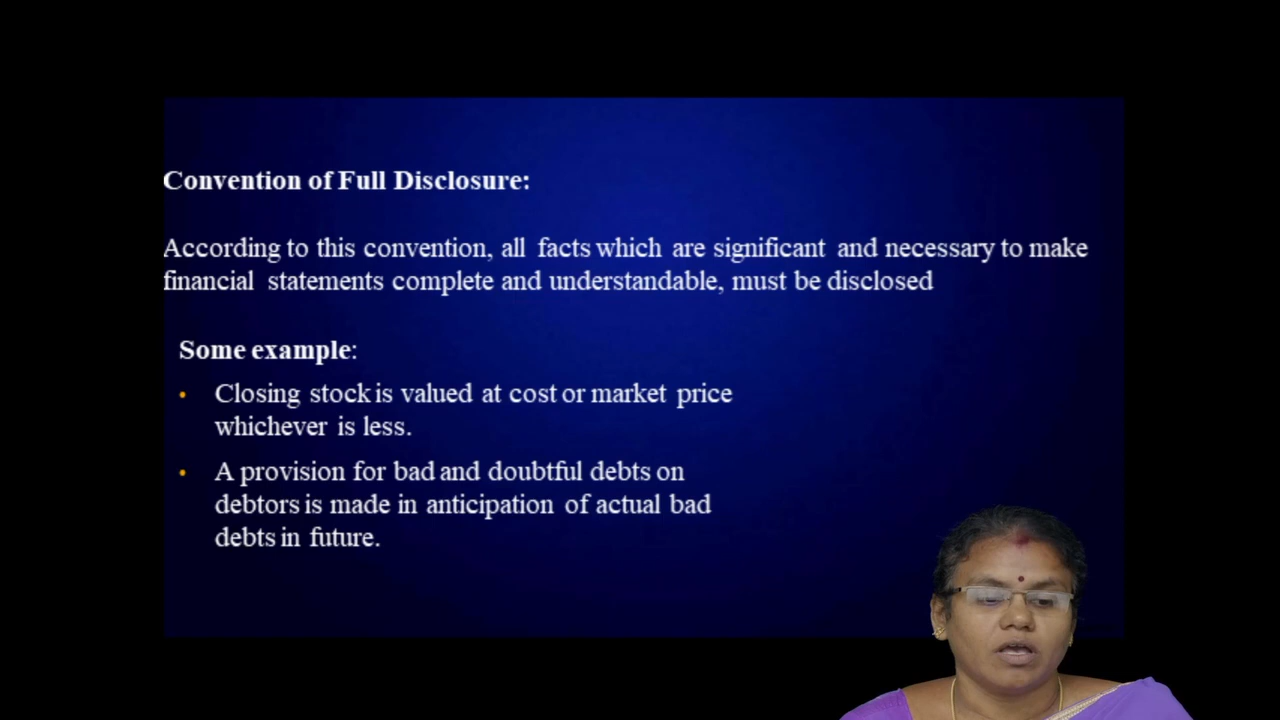 Convention of Full Disclosure:
According to this convention, all facts which are significant and necessary to make
financial statements complete and understandable, must be disclosed
Some example:
• Closing stock is valued at cost or market price
whichever is less.
• A provision for bad and doubtful debts on
debtors is made in anticipation of actual bad
debts in future.